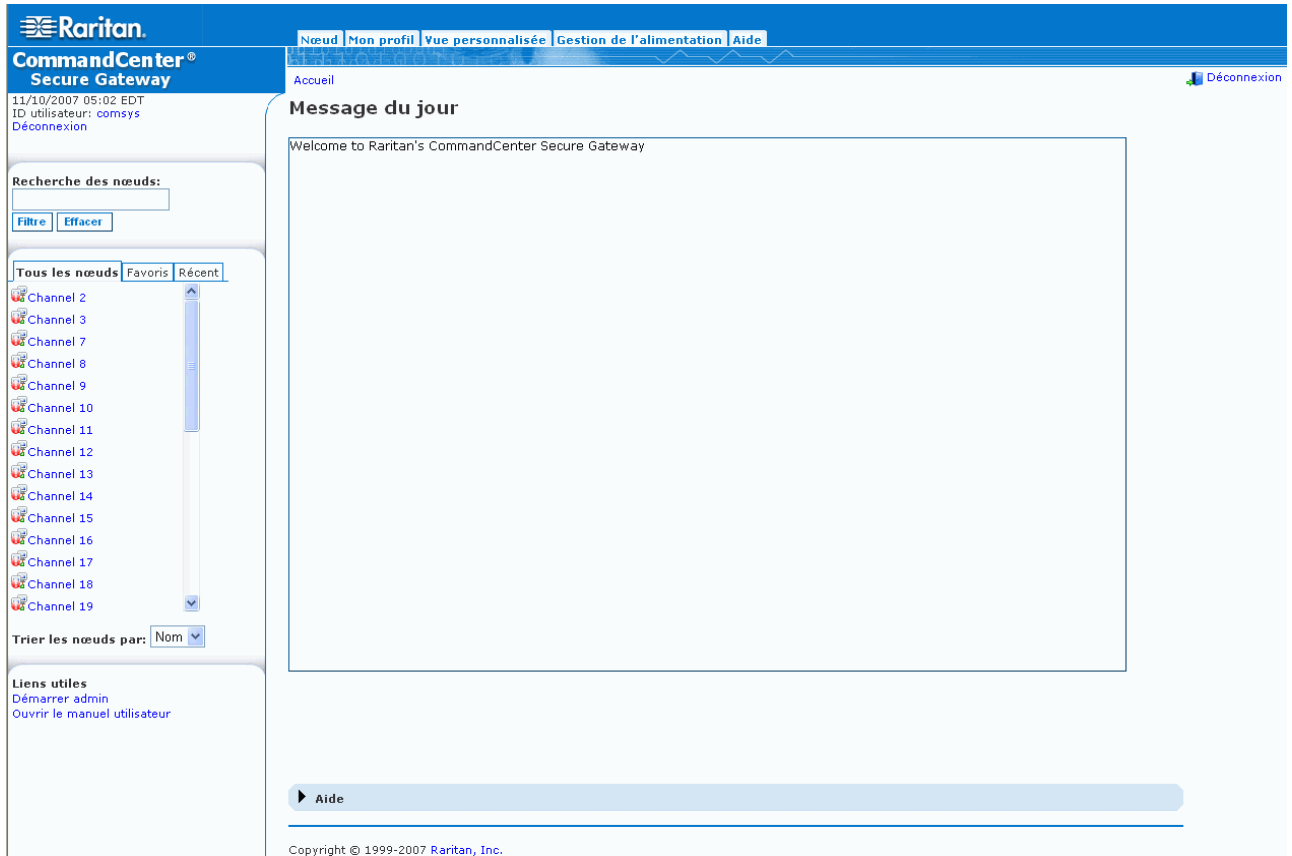 Raritan.
Nœud Mon profil Vue personnalisée Gestion de l'alimentation Aide
CommandCenter®
Secure Gateway
Accueil
Déconnexion
11/10/2007 05:02 EDT
ID utilisateur: comsys
Déconnexion
Message du jour
Welcome to Raritan's CommandCenter Secure Gateway
Recherche des nœuds:
Filtre Effacer
Tous les nœuds Favoris Récent
Channel 2
Channel 3
Channel 7
Channel 8
Channel 9
Channel 10
Channel 11
Channel 12
Channel 13
Channel 14
Channel 15
Channel 16
Channel 17
Channel 18
Channel 19
Trier les nœuds par: Nom
Liens utiles
Démarrer admin
Ouvrir le manuel utilisateur
Aide
Copyright © 1999-2007 Raritan, Inc.